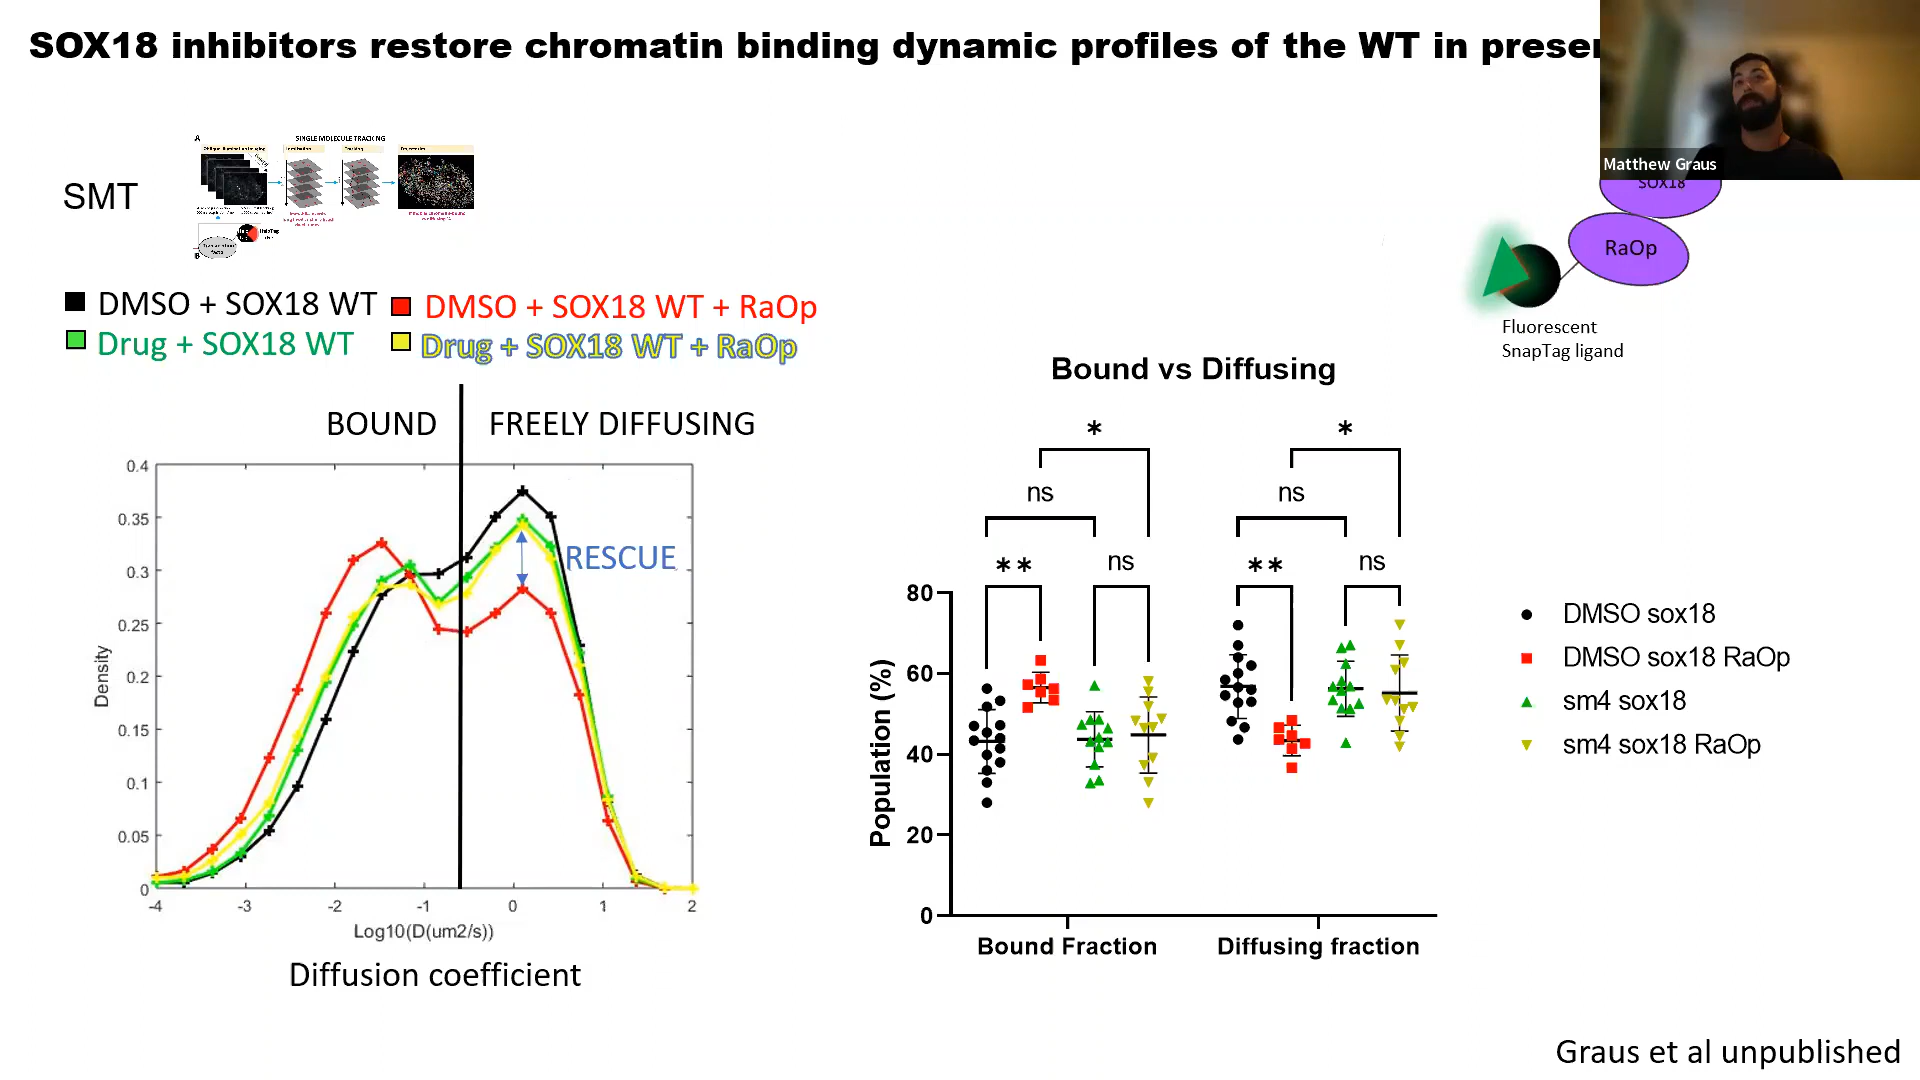 SOX18 inhibitors restore chromatin binding dynamic profiles of the WT in presen
Matthew Graus
SOX18
RaOp
Fluorescent
SnapTag ligand
SMT
A
SINGLE MOLECULE TRACKING
DMSO + SOX18 WT
DMSO + SOX18 WT + RaOp
Drug + SOX18 WT
Drug + SOX18 WT + RaOp
BOUND
FREELY DIFFUSING
RESCUE
Density
0.4
0.35
0.3
0.25
0.2
0.15
0.1
0.05
0
-4 -3 -2 -1 0 1 2
Log10(D(um2/s))
Diffusion coefficient
Bound vs Diffusing
* *
ns ns
** ns ** ns
Population (%)
80
60
40
20
0
Bound Fraction Diffusing fraction
DMSO sox18
DMSO sox18 RaOp
sm4 sox18
sm4 sox18 RaOp
Graus et al unpublished